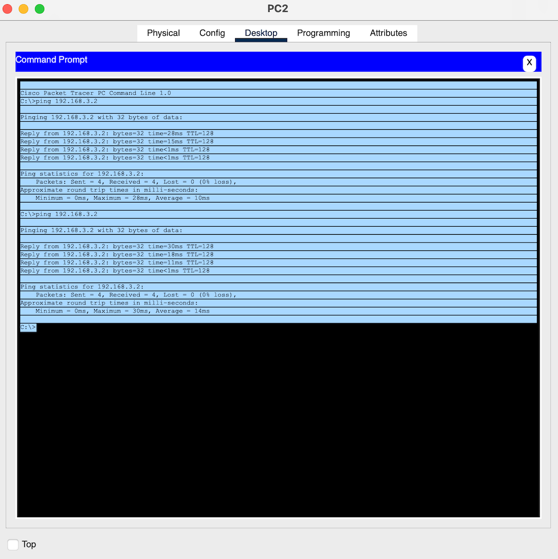 PC2
Physical Config Desktop Programming Attributes
Command Prompt X
Cisco Packet Tracer PC Command Line 1.0
C:\>ping 192.168.3.2
Pinging 192.168.3.2 with 32 bytes of data:
Reply from 192.168.3.2: bytes=32 time=28ms TTL=128
Reply from 192.168.3.2: bytes=32 time=15ms TTL=128
Reply from 192.168.3.2: bytes=32 time<1ms TTL=128
Reply from 192.168.3.2: bytes=32 time<1ms TTL=128
Ping statistics for 192.168.3.2:
Packets: Sent = 4, Received = 4, Lost = 0 (0% loss),
Approximate round trip times in milli-seconds:
Minimum = 0ms, Maximum = 28ms, Average = 10ms
C:\>ping 192.168.3.2
Pinging 192.168.3.2 with 32 bytes of data:
Reply from 192.168.3.2: bytes=32 time=30ms TTL=128
Reply from 192.168.3.2: bytes=32 time=18ms TTL=128
Reply from 192.168.3.2: bytes=32 time=11ms TTL=128
Reply from 192.168.3.2: bytes=32 time<1ms TTL=128
Ping statistics for 192.168.3.2:
Packets: Sent = 4, Received = 4, Lost = 0 (0% loss),
Approximate round trip times in milli-seconds:
Minimum = 0ms, Maximum = 30ms, Average = 14ms
C:\>
Top